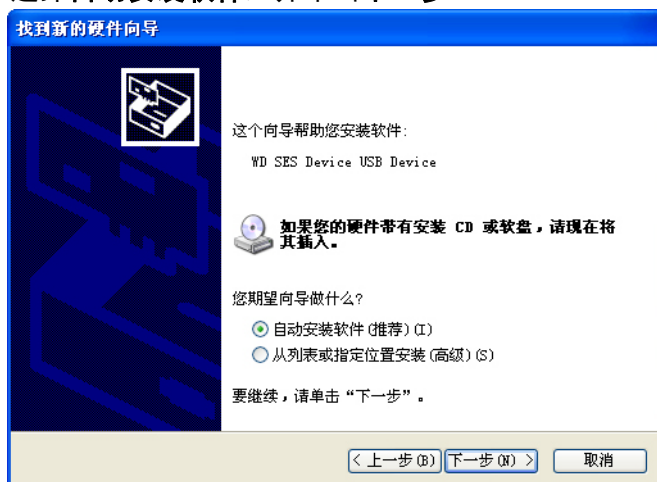 找到新的硬件向导
这个向导帮助您安装软件:
WD SES Device USB Device
如果您的硬件带有安装 CD 或软盘，请现在将
其插入。
您期望向导做什么?
自动安装软件(推荐)(I)
从列表或指定位置安装(高级)(S)
要继续，请单击“下一步”。
< 上一步(B) 下一步(N) > 取消